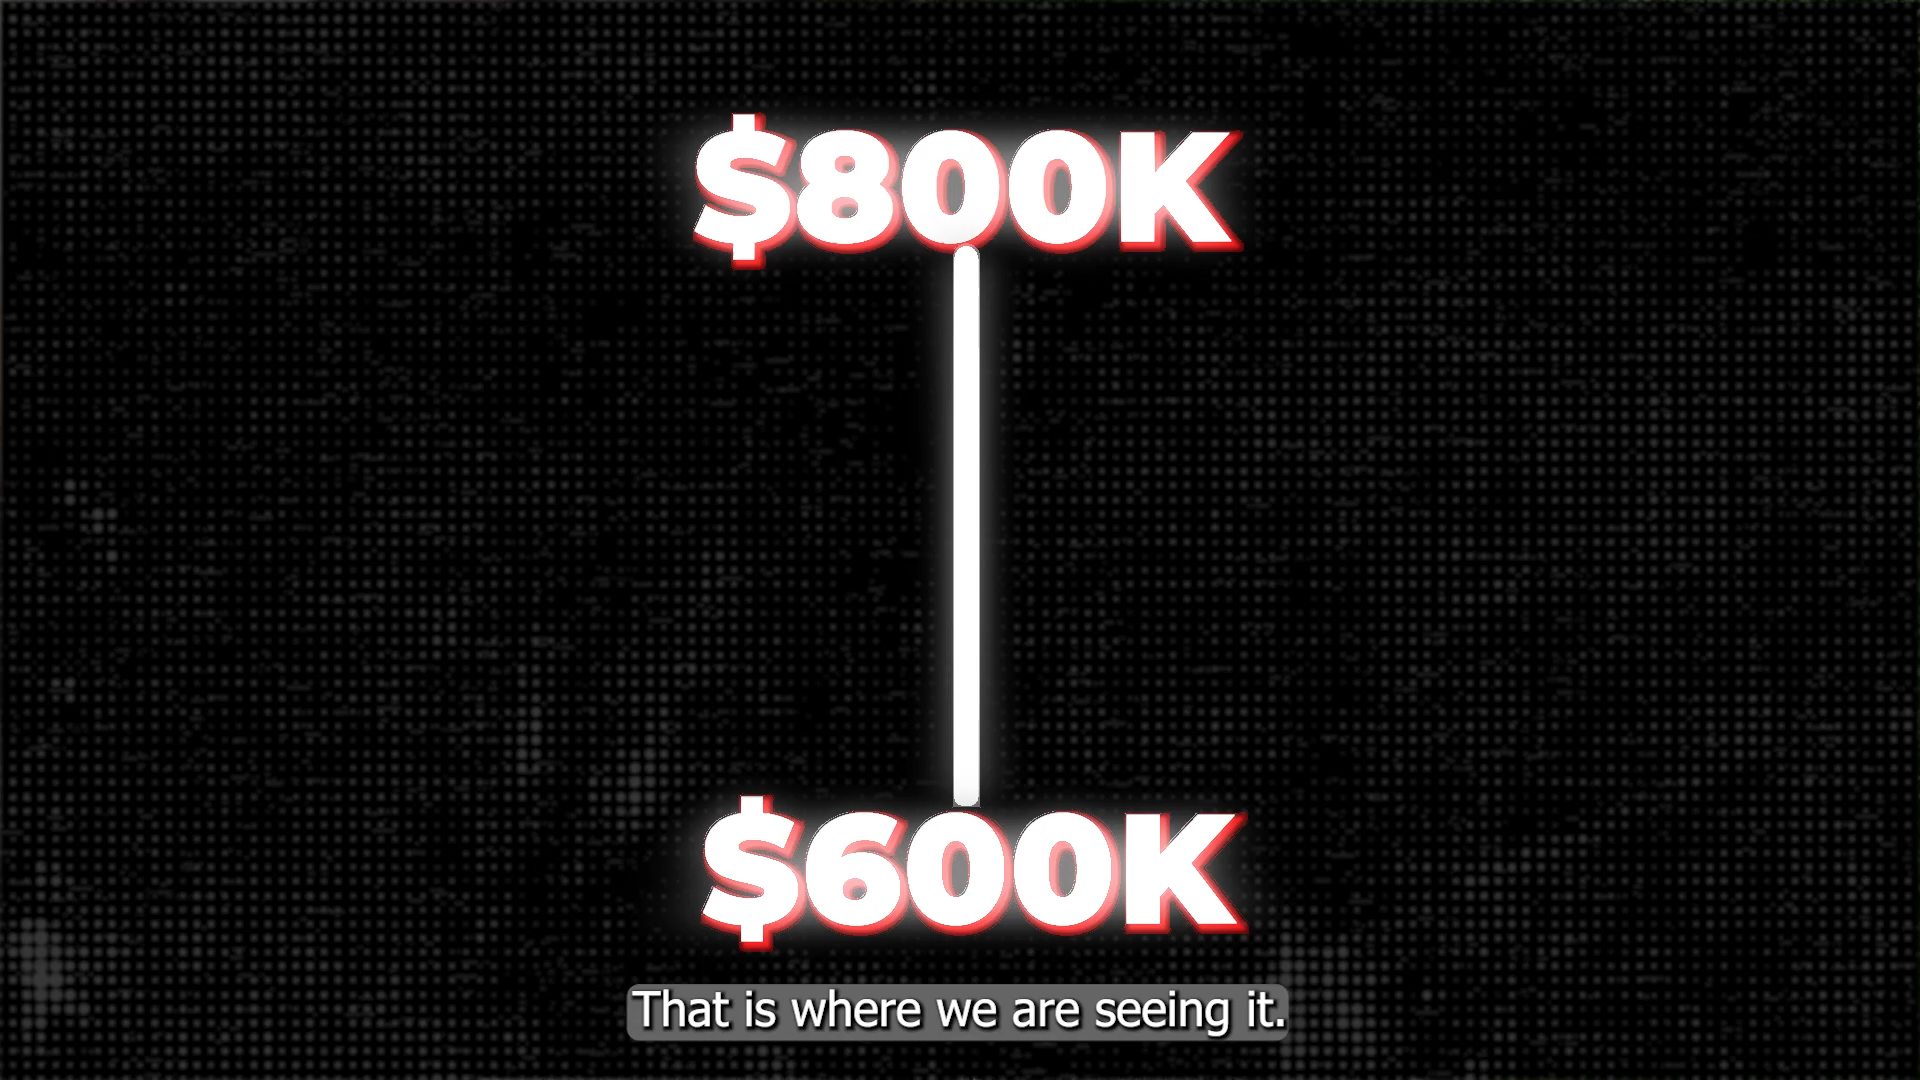 $800K
$600K
That is where we are seeing it.